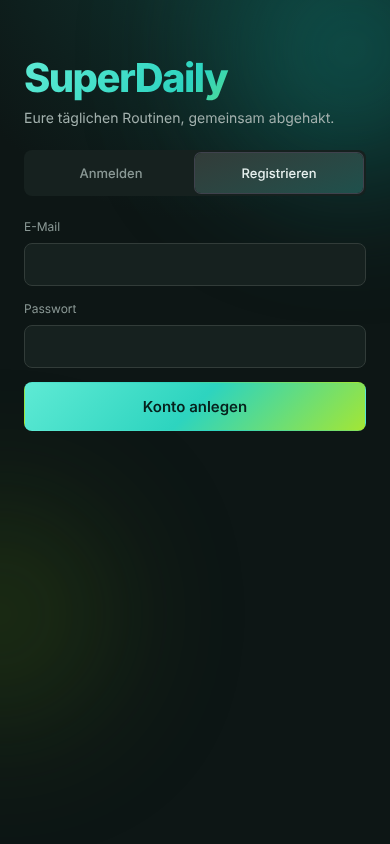 SuperDaily
Eure täglichen Routinen, gemeinsam abgehakt.
Anmelden Registrieren
E-Mail
Passwort
Konto anlegen